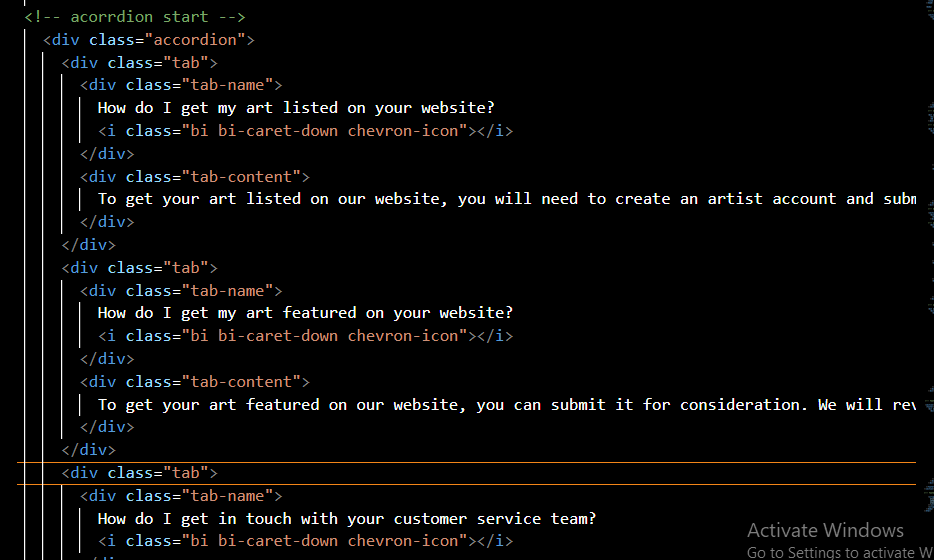 <!-- acorrdion start -->
<div class="accordion">
<div class="tab">
<div class="tab-name">
How do I get my art listed on your website?
<i class="bi bi-caret-down chevron-icon"></i>
</div>
<div class="tab-content">
To get your art listed on our website, you will need to create an artist account and subm
</div>
</div>
<div class="tab">
<div class="tab-name">
How do I get my art featured on your website?
<i class="bi bi-caret-down chevron-icon"></i>
</div>
<div class="tab-content">
To get your art featured on our website, you can submit it for consideration. We will rev
</div>
</div>
<div class="tab">
<div class="tab-name">
How do I get in touch with your customer service team?
<i class="bi bi-caret-down chevron-icon"></i>
Activate Windows
Go to Settings to activate W